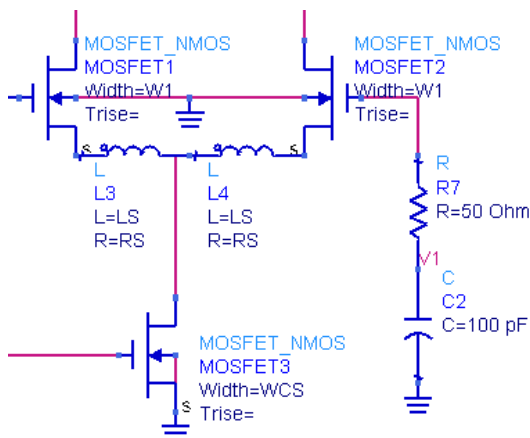 MOSFET_NMOS
MOSFET1
Width=W1
Trise=
MOSFET_NMOS
MOSFET2
Width=W1
Trise=
S
S
L
L3
L=LS
R=RS
L
L4
L=LS
R=RS
R
R7
R=50 Ohm
V1
C
C2
C=100 pF
MOSFET_NMOS
MOSFET3
Width=WCS
Trise=
S